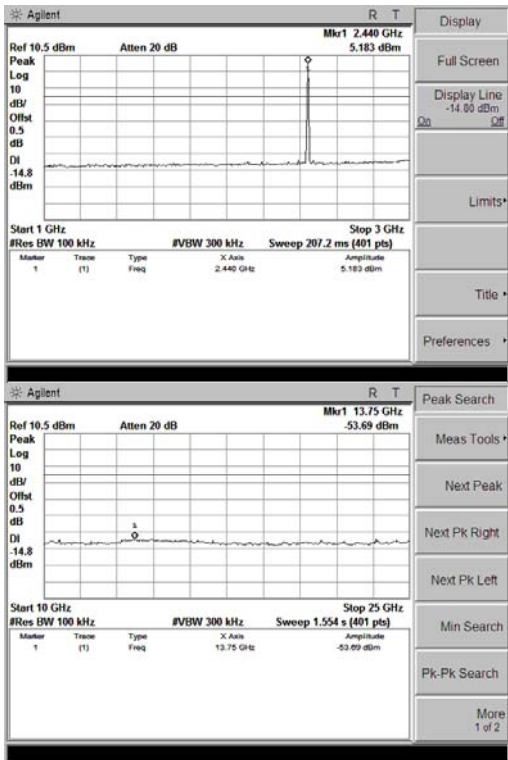 Agilent R T
Mkr1 2.440 GHz
Ref 10.5 dBm Atten 20 dB 5.183 dBm
Peak
Log
10
dB/
Offst
0.5
dB
DI
-14.8
dBm
Start 1 GHz Stop 3 GHz
#Res BW 100 kHz #VBW 300 kHz Sweep 207.2 ms (401 pts)
Marker Trace Type X Axis Amplitude
1 (1) Freq 2.440 GHz 5.183 dBm
Display
Full Screen
Display Line
-14.80 dBm
On Off
Limits
Title
Preferences
Agilent R T
Mkr1 13.75 GHz
Ref 10.5 dBm Atten 20 dB -53.69 dBm
Peak
Log
10
dB/
Offst
0.5
dB
DI
-14.8
dBm
1
Start 10 GHz Stop 25 GHz
#Res BW 100 kHz #VBW 300 kHz Sweep 1.554 s (401 pts)
Marker Trace Type X Axis Amplitude
1 (1) Freq 13.75 GHz -53.69 dBm
Peak Search
Meas Tools
Next Peak
Next Pk Right
Next Pk Left
Min Search
Pk-Pk Search
More
1 of 2